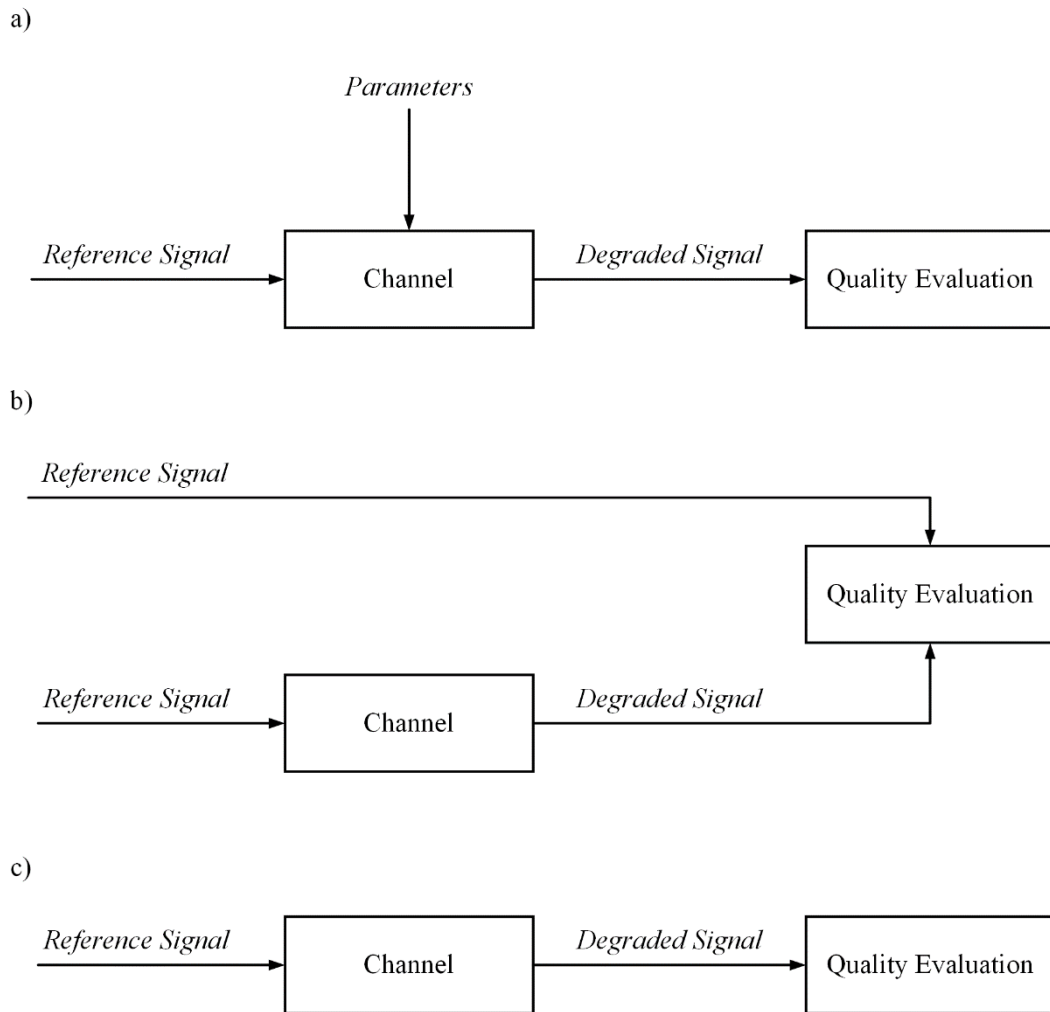 a)
Parameters
Reference Signal
Channel
Degraded Signal
Quality Evaluation
b)
Reference Signal
Quality Evaluation
Reference Signal
Channel
Degraded Signal
c)
Reference Signal
Channel
Degraded Signal
Quality Evaluation